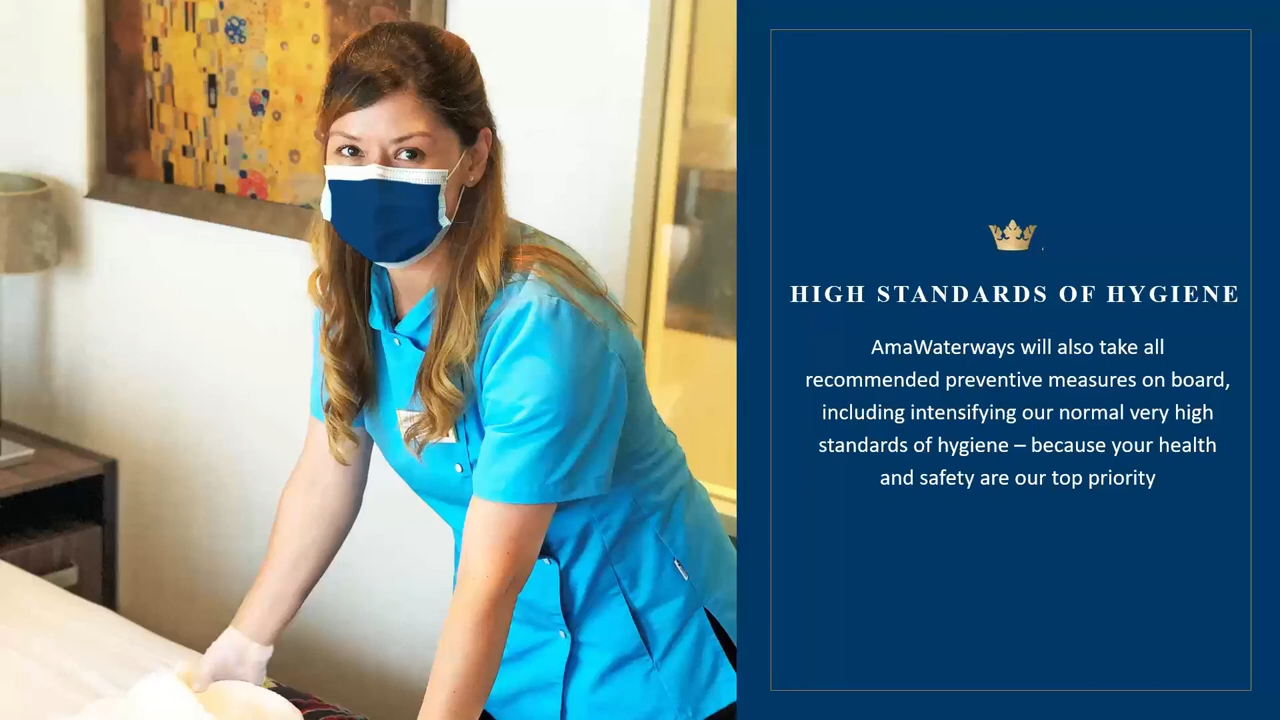 HIGH STANDARDS OF HYGIENE
AmaWaterways will also take all
recommended preventive measures on board,
including intensifying our normal very high
standards of hygiene – because your health
and safety are our top priority